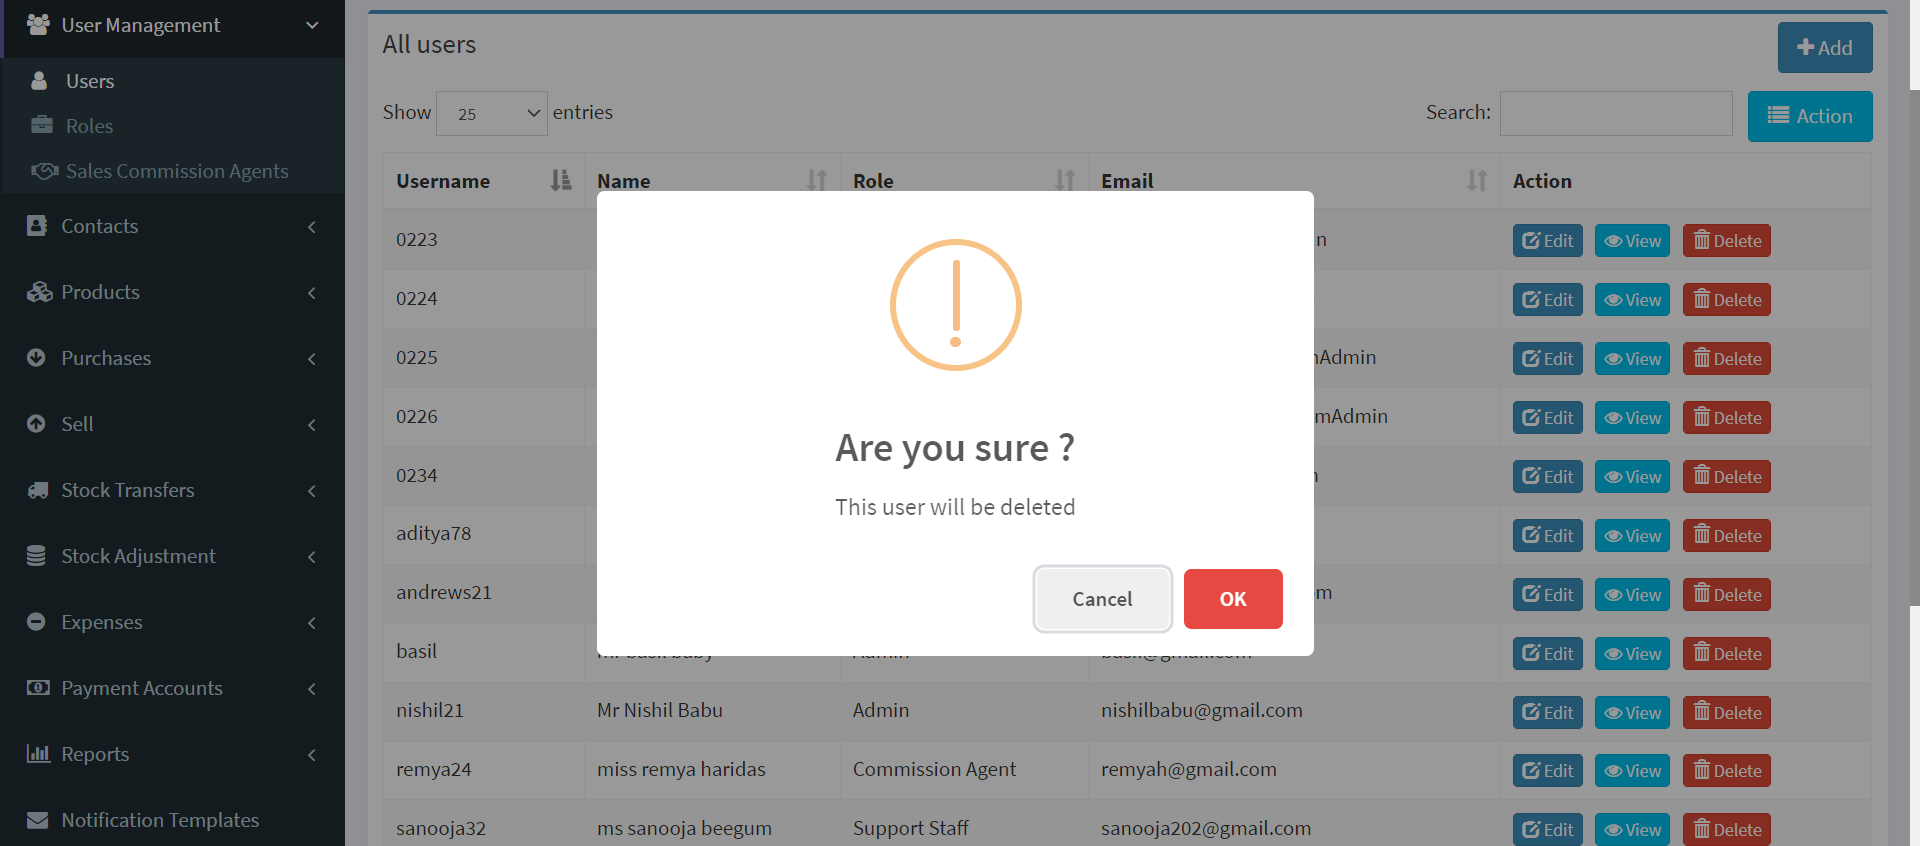 User Management
Users
Roles
Sales Commission Agents
Contacts
Products
Purchases
Sell
Stock Transfers
Stock Adjustment
Expenses
Payment Accounts
Reports
Notification Templates
All users
Add
Show 25 entries
Search:
Action
Username Name Role Email Action
0223 Edit View Delete
0224 Edit View Delete
0225 mAdmin Edit View Delete
0226 mAdmin Edit View Delete
0234 Edit View Delete
aditya78 Edit View Delete
andrews21 Edit View Delete
basil Edit View Delete
nishil21 Mr Nishil Babu Admin nishilbabu@gmail.com Edit View Delete
remya24 miss remya haridas Commission Agent remyah@gmail.com Edit View Delete
sanooja32 ms sanooja beegum Support Staff sanooja202@gmail.com Edit View Delete
Are you sure ?
This user will be deleted
Cancel OK